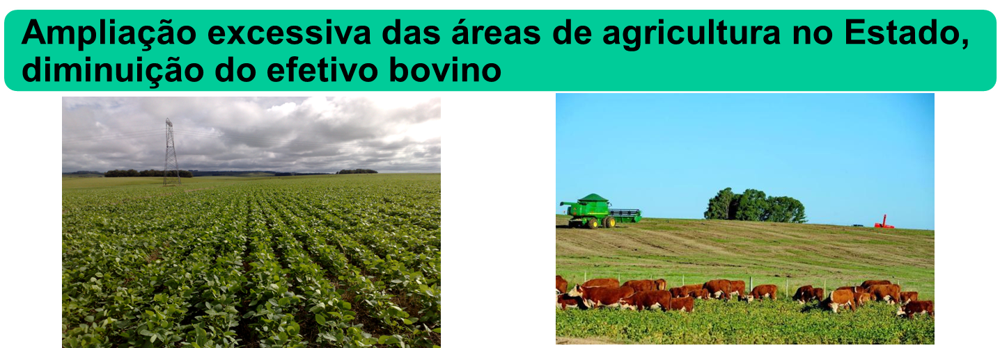 Ampliação excessiva das áreas de agricultura no Estado,
diminuição do efetivo bovino